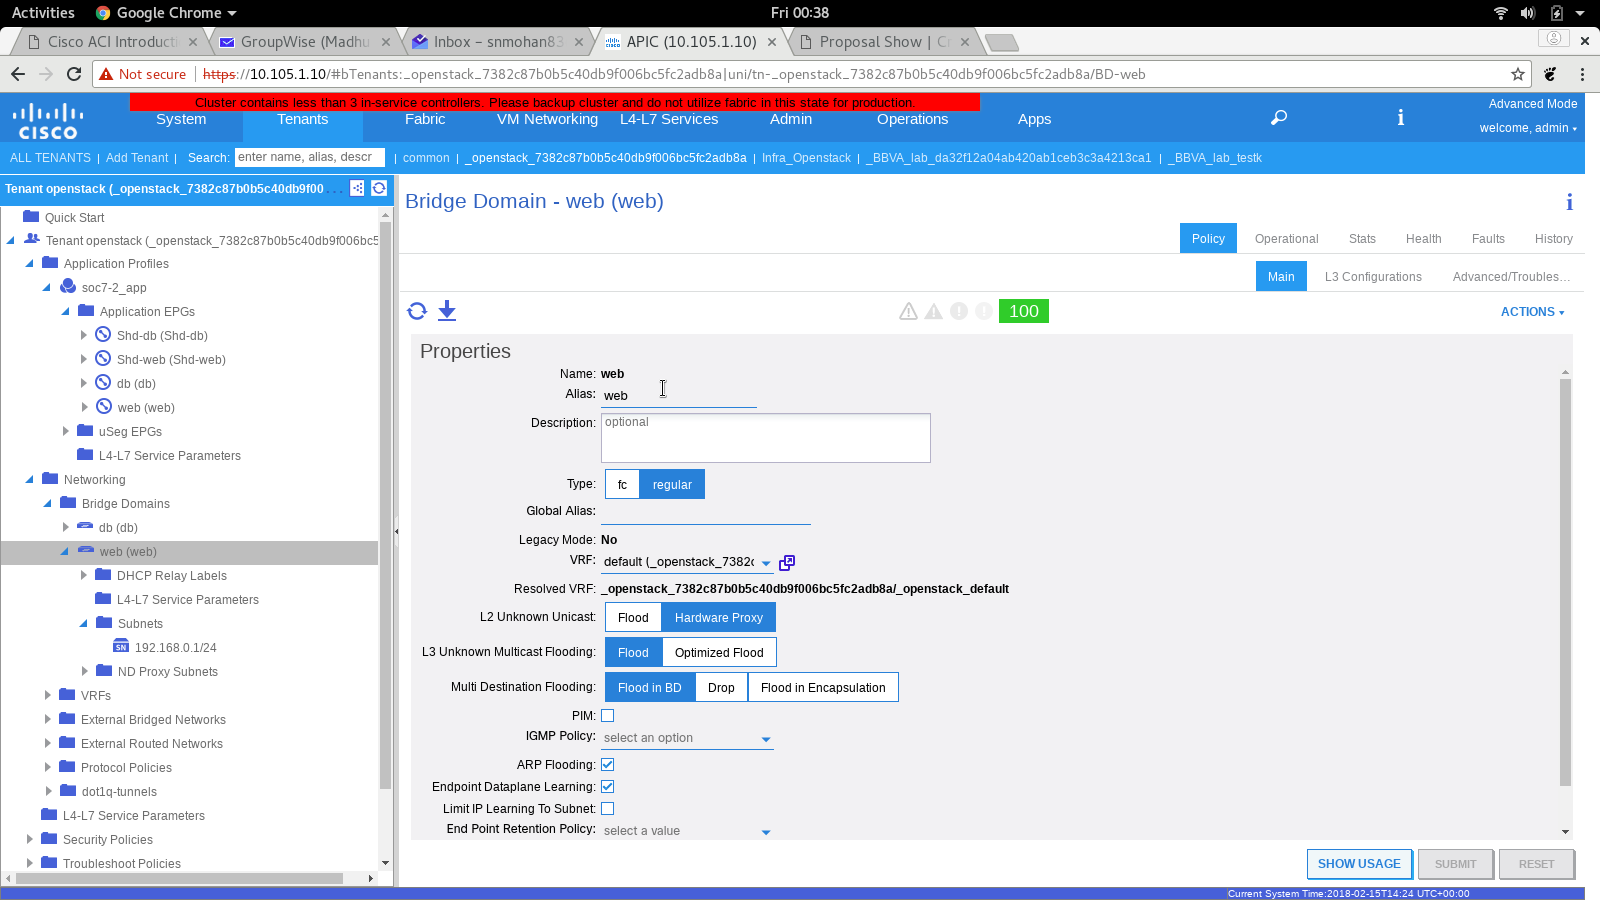 Activities
Google Chrome
Fri 00:38
Cisco ACI Introducti
GroupWise (Madhu
Inbox – snmohan83
APIC (10.105.1.10)
Proposal Show | C
Not secure
https://10.105.1.10/#bTenants:_openstack_7382c87b0b5c40db9f006bc5fc2adb8a|uni/tn-_openstack_7382c87b0b5c40db9f006bc5fc2adb8a/BD-web
Cluster contains less than 3 in-service controllers. Please backup cluster and do not utilize fabric in this state for production.
CISCO
System
Tenants
Fabric
VM Networking
L4-L7 Services
Admin
Operations
Apps
Advanced Mode
welcome, admin
ALL TENANTS | Add Tenant | Search: enter name, alias, descr | common | _openstack_7382c87b0b5c40db9f006bc5fc2adb8a | Infra_Openstack | _BBVA_lab_da32f12a04ab420ab1ceb3c3a4213ca1 | _BBVA_lab_testk
Tenant openstack (_openstack_7382c87b0b5c40db9f00 ...
Quick Start
Tenant openstack (_openstack_7382c87b0b5c40db9f006bc5
Application Profiles
soc7-2_app
Application EPGs
Shd-db (Shd-db)
Shd-web (Shd-web)
db (db)
web (web)
uSeg EPGs
L4-L7 Service Parameters
Networking
Bridge Domains
db (db)
web (web)
DHCP Relay Labels
L4-L7 Service Parameters
Subnets
SN 192.168.0.1/24
ND Proxy Subnets
VRFs
External Bridged Networks
External Routed Networks
Protocol Policies
dot1q-tunnels
L4-L7 Service Parameters
Security Policies
Troubleshoot Policies
Bridge Domain - web (web)
i
Policy
Operational
Stats
Health
Faults
History
Main
L3 Configurations
Advanced/Troubles...
100
ACTIONS
Properties
Name: web
Alias: web
Description: optional
Type: fc regular
Global Alias:
Legacy Mode: No
VRF: default (_openstack_7382c
Resolved VRF: _openstack_7382c87b0b5c40db9f006bc5fc2adb8a/_openstack_default
L2 Unknown Unicast: Flood Hardware Proxy
L3 Unknown Multicast Flooding: Flood Optimized Flood
Multi Destination Flooding: Flood in BD Drop Flood in Encapsulation
PIM:
IGMP Policy: select an option
ARP Flooding:
Endpoint Dataplane Learning:
Limit IP Learning To Subnet:
End Point Retention Policy: select a value
SHOW USAGE
SUBMIT
RESET
Current System Time:2018-02-15T14:24 UTC+00:00